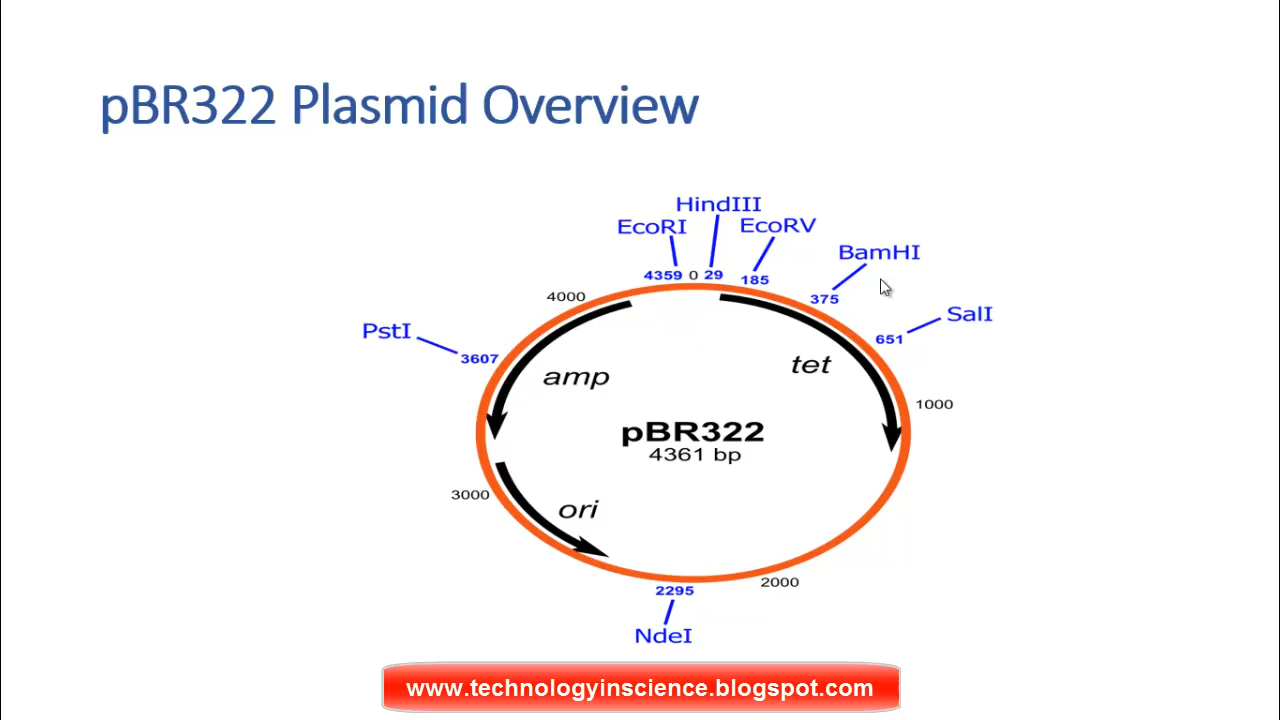 pBR322 Plasmid Overview
HindIII
EcoRI
EcoRV
BamHI
4359 0 29
185
4000
375
SalI
PstI
651
3607
tet
amp
1000
pBR322
4361 bp
3000
ori
2000
2295
NdeI
www.technologyinscience.blogspot.com